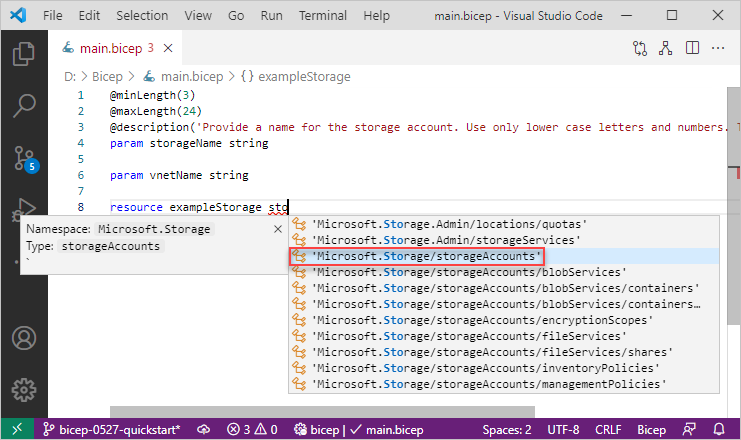 File Edit Selection View Go Run Terminal Help main.bicep - Visual Studio Code
main.bicep 3
D: > Bicep > main.bicep > {} exampleStorage
1 @minLength(3)
2 @maxLength(24)
3 @description('Provide a name for the storage account. Use only lower case letters and numbers.
4 param storageName string
5
6 param vnetName string
7
8 resource exampleStorage sto
Namespace: Microsoft.Storage
Type: storageAccounts
`
'Microsoft.Storage.Admin/locations/quotas'
'Microsoft.Storage.Admin/storageServices'
'Microsoft.Storage/storageAccounts'
'Microsoft.Storage/storageAccounts/blobServices'
'Microsoft.Storage/storageAccounts/blobServices/containers'
'Microsoft.Storage/storageAccounts/blobServices/containers…
'Microsoft.Storage/storageAccounts/encryptionScopes'
'Microsoft.Storage/storageAccounts/fileServices'
'Microsoft.Storage/storageAccounts/fileServices/shares'
'Microsoft.Storage/storageAccounts/inventoryPolicies'
'Microsoft.Storage/storageAccounts/managementPolicies'
5
bicep-0527-quickstart* 3 0 bicep | ✓ main.bicep Spaces: 2 UTF-8 CRLF Bicep